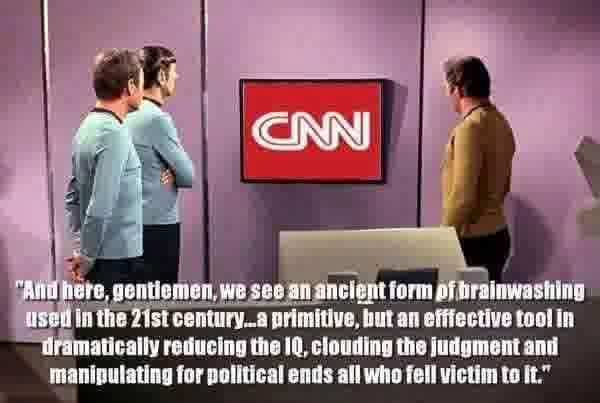 CNN
"And here, gentlemen, we see an ancient form of brainwashing
used in the 21st century...a primitive, but an efffective tool in
dramatically reducing the IQ, clouding the judgment and
manipulating for political ends all who fell victim to it."